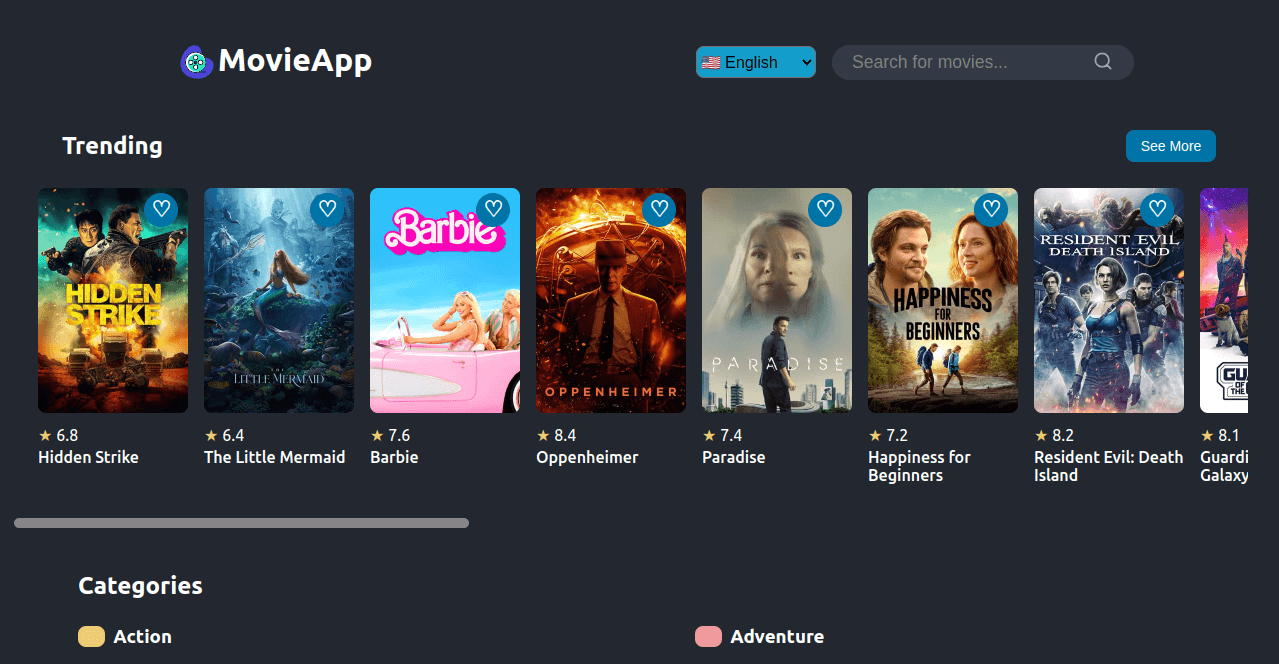 MovieApp
🇺🇸 English
Search for movies...
Trending
See More
HIDDEN
STRIKE
THE
LITTLE MERMAID
Barbie
OPPENHEIMER
PARADISE
HAPPINESS
FOR
BEGINNERS
RESIDENT EVIL
DEATH ISLAND
GU
OF
THE
★ 6.8
Hidden Strike
★ 6.4
The Little Mermaid
★ 7.6
Barbie
★ 8.4
Oppenheimer
★ 7.4
Paradise
★ 7.2
Happiness for
Beginners
★ 8.2
Resident Evil: Death
Island
★ 8.1
Guardi
Galaxy
Categories
Action
Adventure